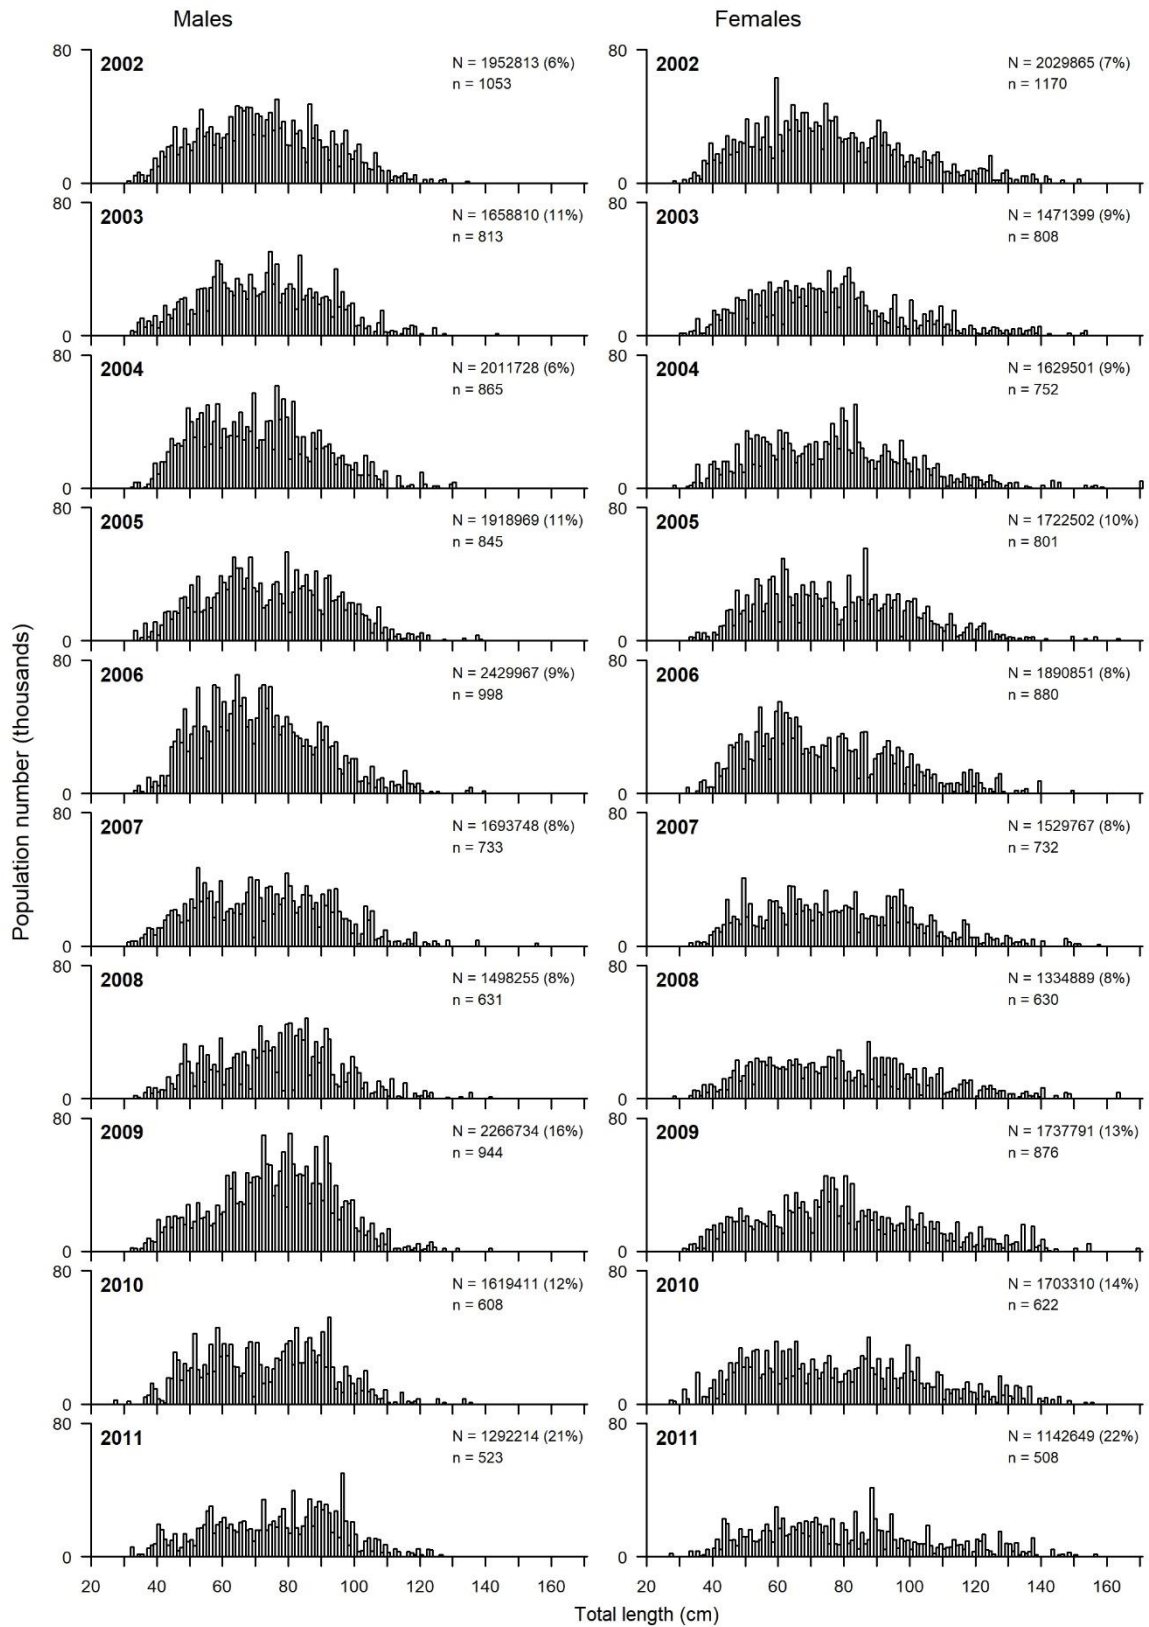 Males Females
80 2002 N = 1952813 (6%) 80 2002 N = 2029865 (7%)
n = 1053 n = 1170
0 0
80 2003 N = 1658810 (11%) 80 2003 N = 1471399 (9%)
n = 813 n = 808
0 0
80 2004 N = 2011728 (6%) 80 2004 N = 1629501 (9%)
n = 865 n = 752
0 0
80 2005 N = 1918969 (11%) 80 2005 N = 1722502 (10%)
n = 845 n = 801
0 0
80 2006 N = 2429967 (9%) 80 2006 N = 1890851 (8%)
n = 998 n = 880
0 0
80 2007 N = 1693748 (8%) 80 2007 N = 1529767 (8%)
n = 733 n = 732
0 0
80 2008 N = 1498255 (8%) 80 2008 N = 1334889 (8%)
n = 631 n = 630
0 0
80 2009 N = 2266734 (16%) 80 2009 N = 1737791 (13%)
n = 944 n = 876
0 0
80 2010 N = 1619411 (12%) 80 2010 N = 1703310 (14%)
n = 608 n = 622
0 0
80 2011 N = 1292214 (21%) 80 2011 N = 1142649 (22%)
n = 523 n = 508
0 0
20 40 60 80 100 120 140 160 20 40 60 80 100 120 140 160
Total length (cm)
Population number (thousands)